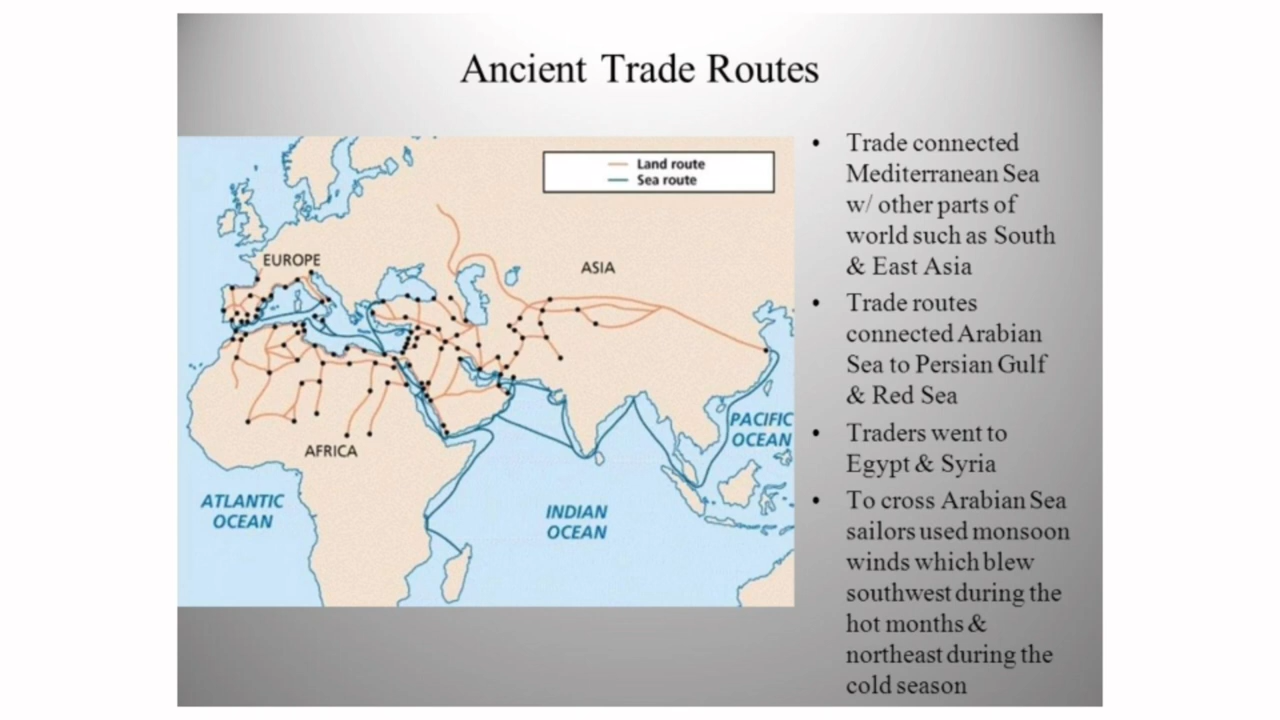 Ancient Trade Routes
Land route
Sea route
EUROPE
ASIA
AFRICA
PACIFIC
OCEAN
ATLANTIC
OCEAN
INDIAN
OCEAN
• Trade connected
Mediterranean Sea
w/ other parts of
world such as South
& East Asia
• Trade routes
connected Arabian
Sea to Persian Gulf
& Red Sea
• Traders went to
Egypt & Syria
• To cross Arabian Sea
sailors used monsoon
winds which blew
southwest during the
hot months &
northeast during the
cold season